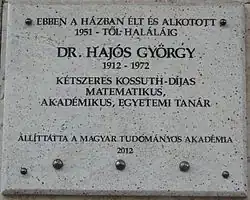 EBBEN A HÁZBAN ÉLT ÉS ALKOTOTT
1951 - TŐL HALÁLÁIG
DR. HAJÓS GYÖRGY
1912 - 1972
KÉTSZERES KOSSUTH-DÍJAS
MATEMATIKUS,
AKADÉMIKUS, EGYETEMI TANÁR
ÁLLÍTTATTA A MAGYAR TUDOMÁNYOS AKADÉMIA
2012